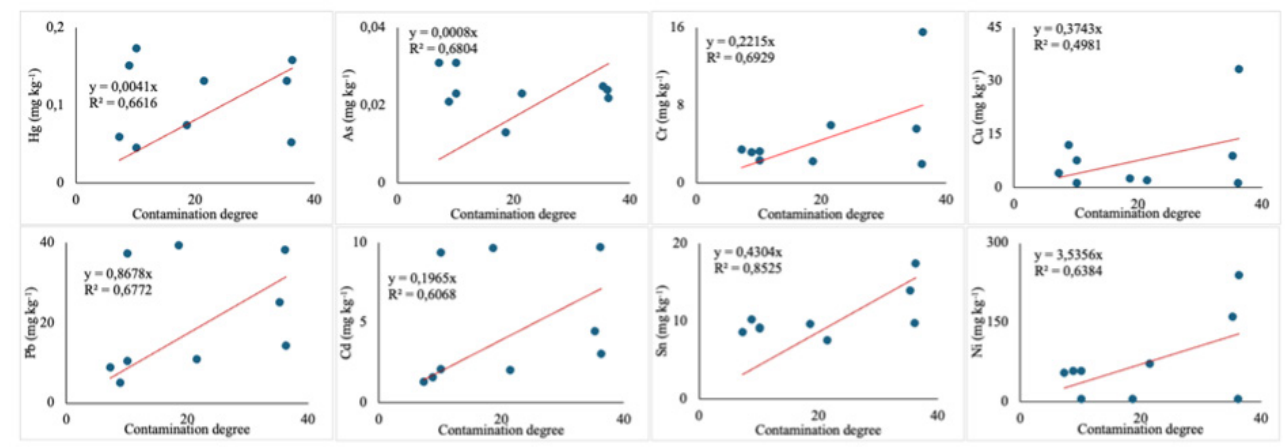 0,2
y = 0,0041x
R² = 0,6616
0,1
Hg (mg kg⁻¹)
0
0
20
40
Contamination degree
0,04
y = 0,0008x
R² = 0,6804
0,02
As (mg kg⁻¹)
0
0
20
40
Contamination degree
16
y = 0,2215x
R² = 0,6929
8
Cr (mg kg⁻¹)
0
0
20
40
Contamination degree
45
y = 0,3743x
R² = 0,4981
30
15
Cu (mg kg⁻¹)
0
0
20
40
Contamination degree
40
y = 0,8678x
R² = 0,6772
20
Pb (mg kg⁻¹)
0
0
20
40
Contamination degree
10
y = 0,1965x
R² = 0,6068
5
Cd (mg kg⁻¹)
0
0
20
40
Contamination degree
20
y = 0,4304x
R² = 0,8525
10
Sn (mg kg⁻¹)
0
0
20
40
Contamination degree
300
y = 3,5356x
R² = 0,6384
150
Ni (mg kg⁻¹)
0
0
20
40
Contamination degree